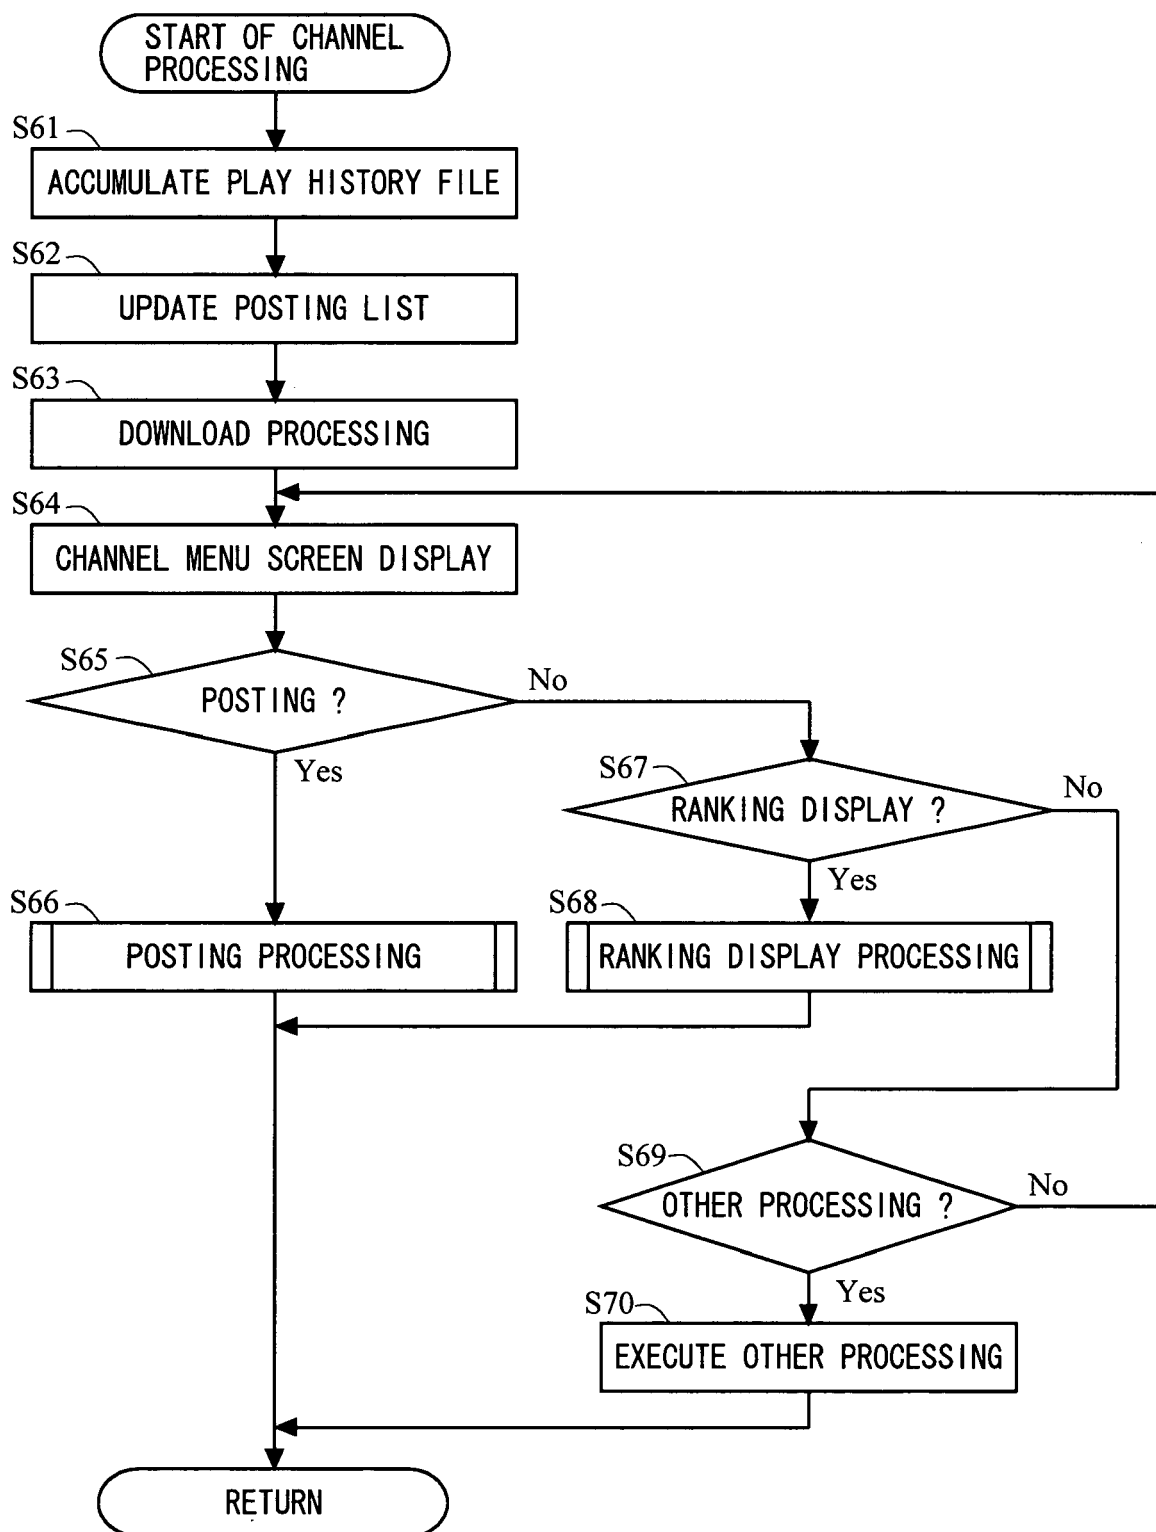 START OF CHANNEL
PROCESSING
S61
ACCUMULATE PLAY HISTORY FILE
S62
UPDATE POSTING LIST
S63
DOWNLOAD PROCESSING
S64
CHANNEL MENU SCREEN DISPLAY
S65
POSTING ?
No
Yes
S67
RANKING DISPLAY ?
No
Yes
S66
POSTING PROCESSING
S68
RANKING DISPLAY PROCESSING
S69
OTHER PROCESSING ?
No
Yes
S70
EXECUTE OTHER PROCESSING
RETURN